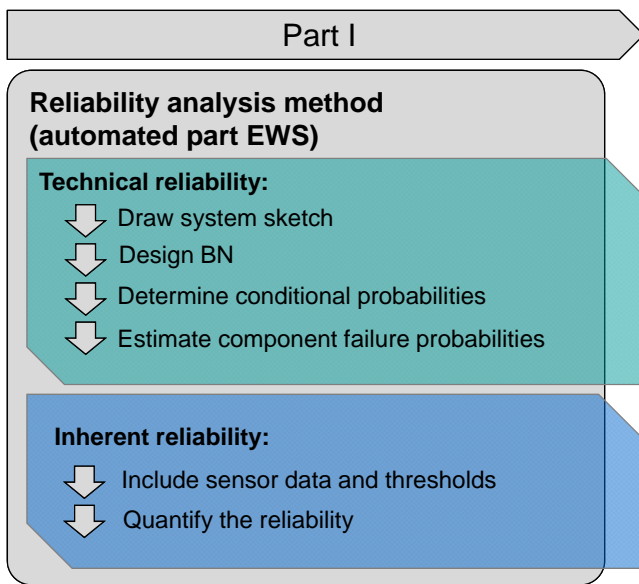 Part I
Reliability analysis method
(automated part EWS)
Technical reliability:
Draw system sketch
Design BN
Determine conditional probabilities
Estimate component failure probabilities
Inherent reliability:
Include sensor data and thresholds
Quantify the reliability